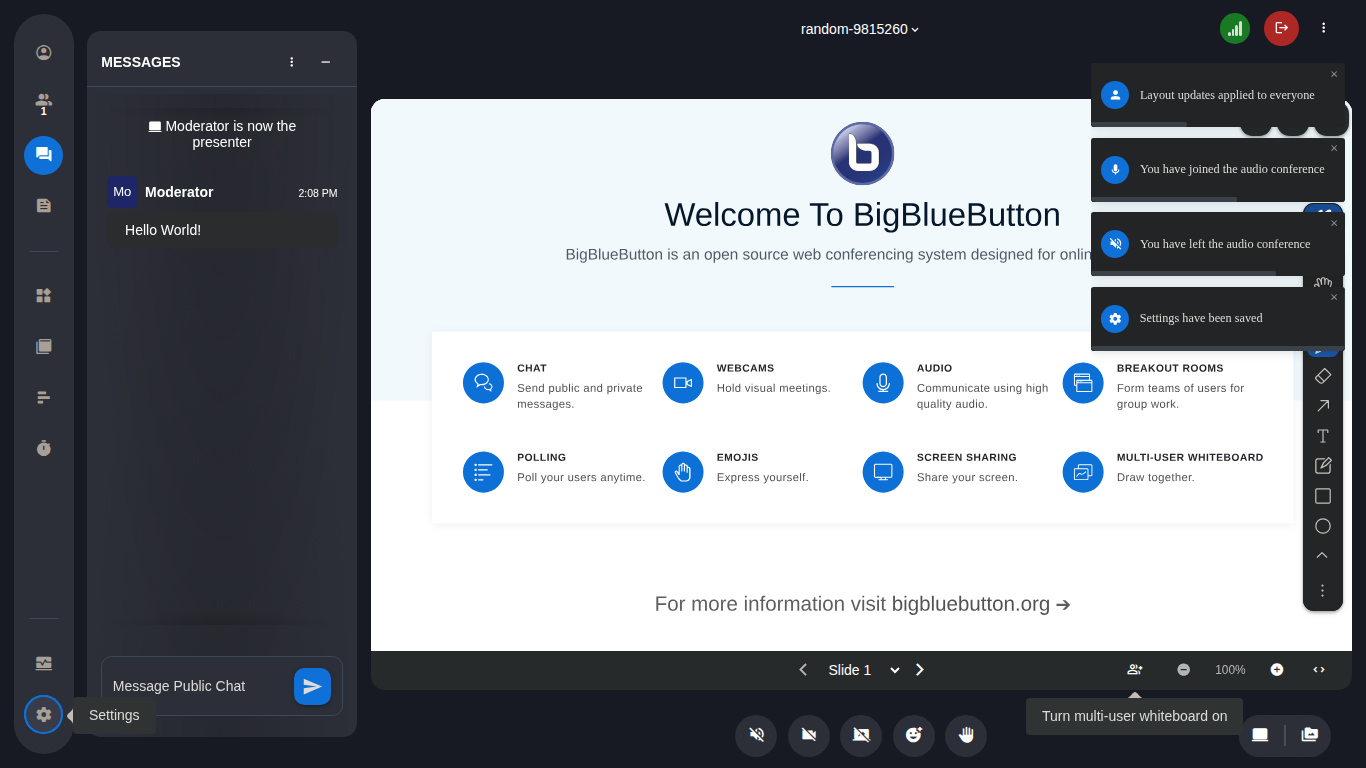 random-9815260
MESSAGES
1
Moderator is now the
presenter
Mo
Moderator
2:08 PM
Hello World!
Message Public Chat
Settings
Welcome To BigBlueButton
BigBlueButton is an open source web conferencing system designed for onlin
CHAT
Send public and private
messages.
WEBCAMS
Hold visual meetings.
AUDIO
Communicate using high
quality audio.
BREAKOUT ROOMS
Form teams of users for
group work.
POLLING
Poll your users anytime.
EMOJIS
Express yourself.
SCREEN SHARING
Share your screen.
MULTI-USER WHITEBOARD
Draw together.
For more information visit bigbluebutton.org ➔
Slide 1
100%
Turn multi-user whiteboard on
Layout updates applied to everyone
You have joined the audio conference
You have left the audio conference
Settings have been saved